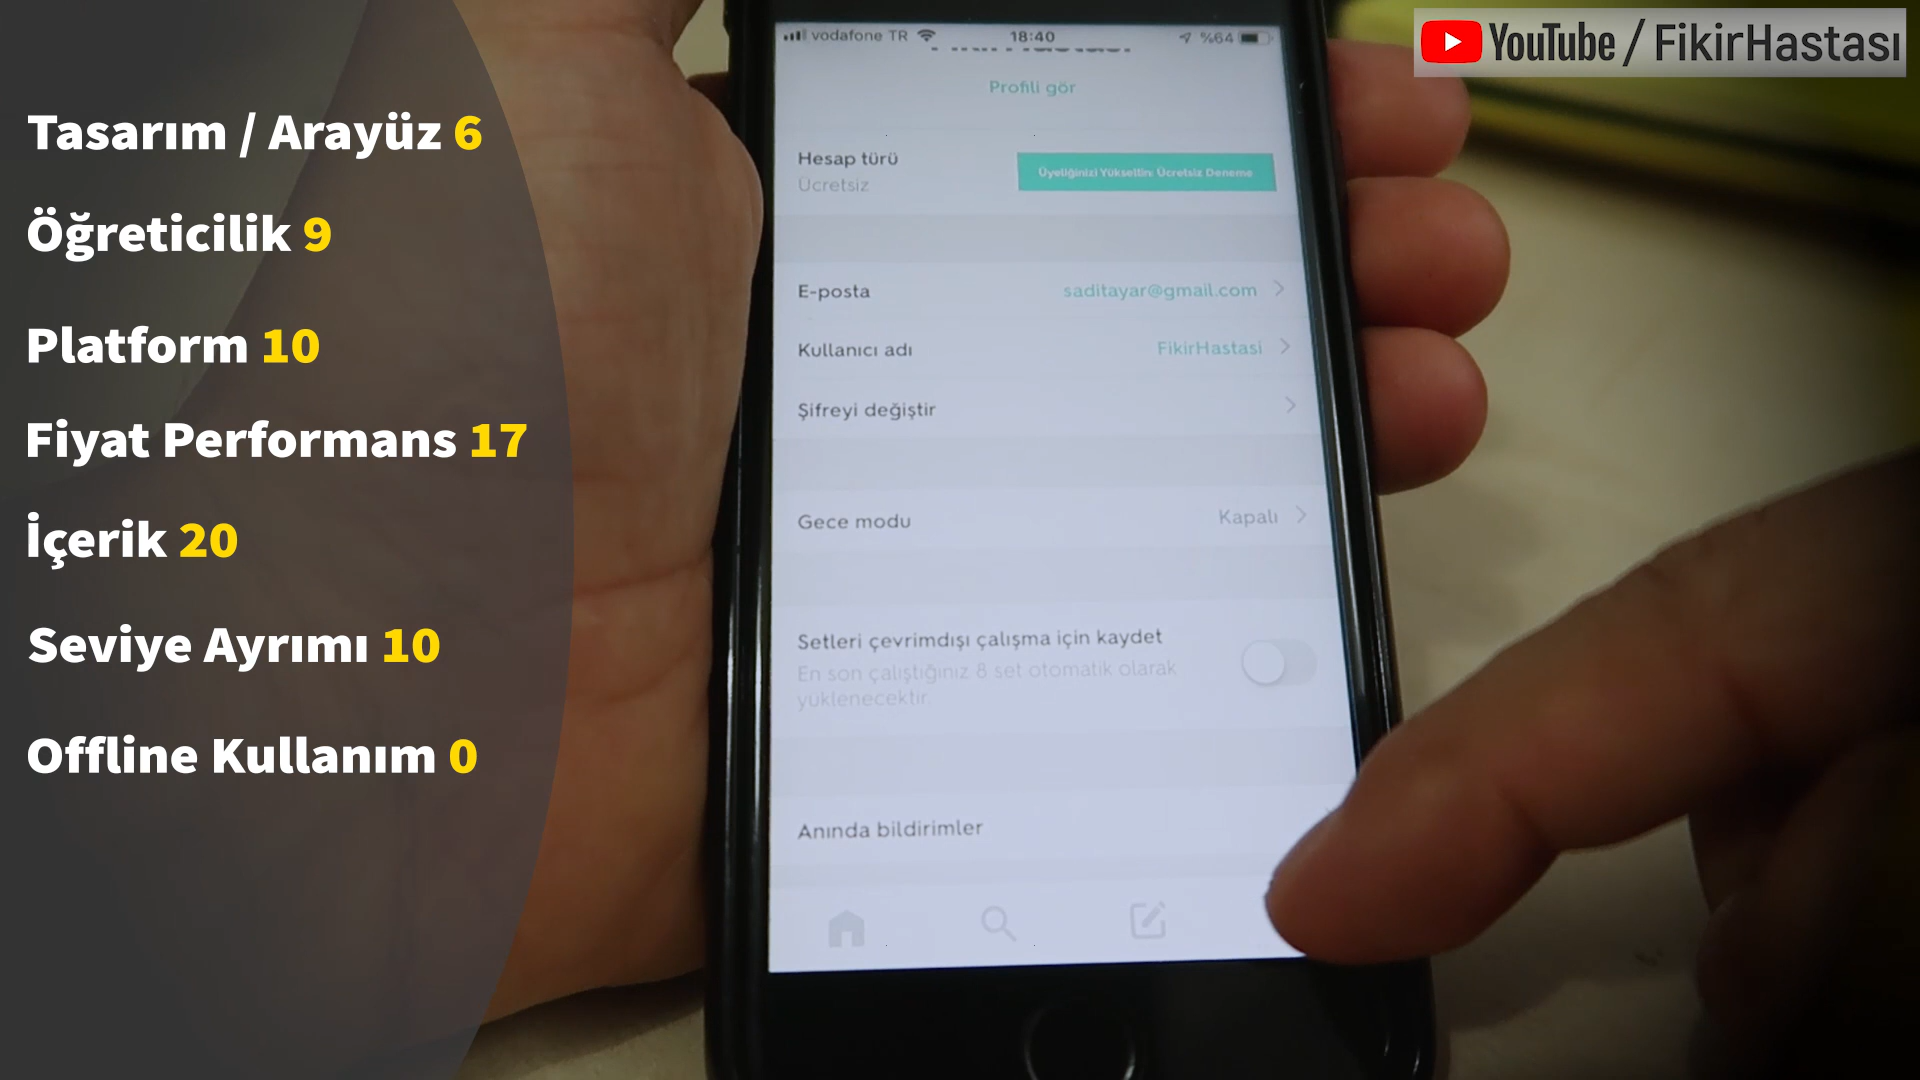 YouTube / FikirHastası
Tasarım / Arayüz 6
Öğreticilik 9
Platform 10
Fiyat Performans 17
İçerik 20
Seviye Ayrımı 10
Offline Kullanım 0
vodafone TR 18:40 %64
Profili gör
Hesap türü
Ücretsiz
Üyeliğinizi Yükseltin: Ücretsiz Deneme
E-posta saditayar@gmail.com
Kullanıcı adı FikirHastasi
Şifreyi değiştir
Gece modu Kapalı
Setleri çevrimdışı çalışma için kaydet
En son çalıştığınız 8 set otomatik olarak
yüklenecektir.
Anında bildirimler